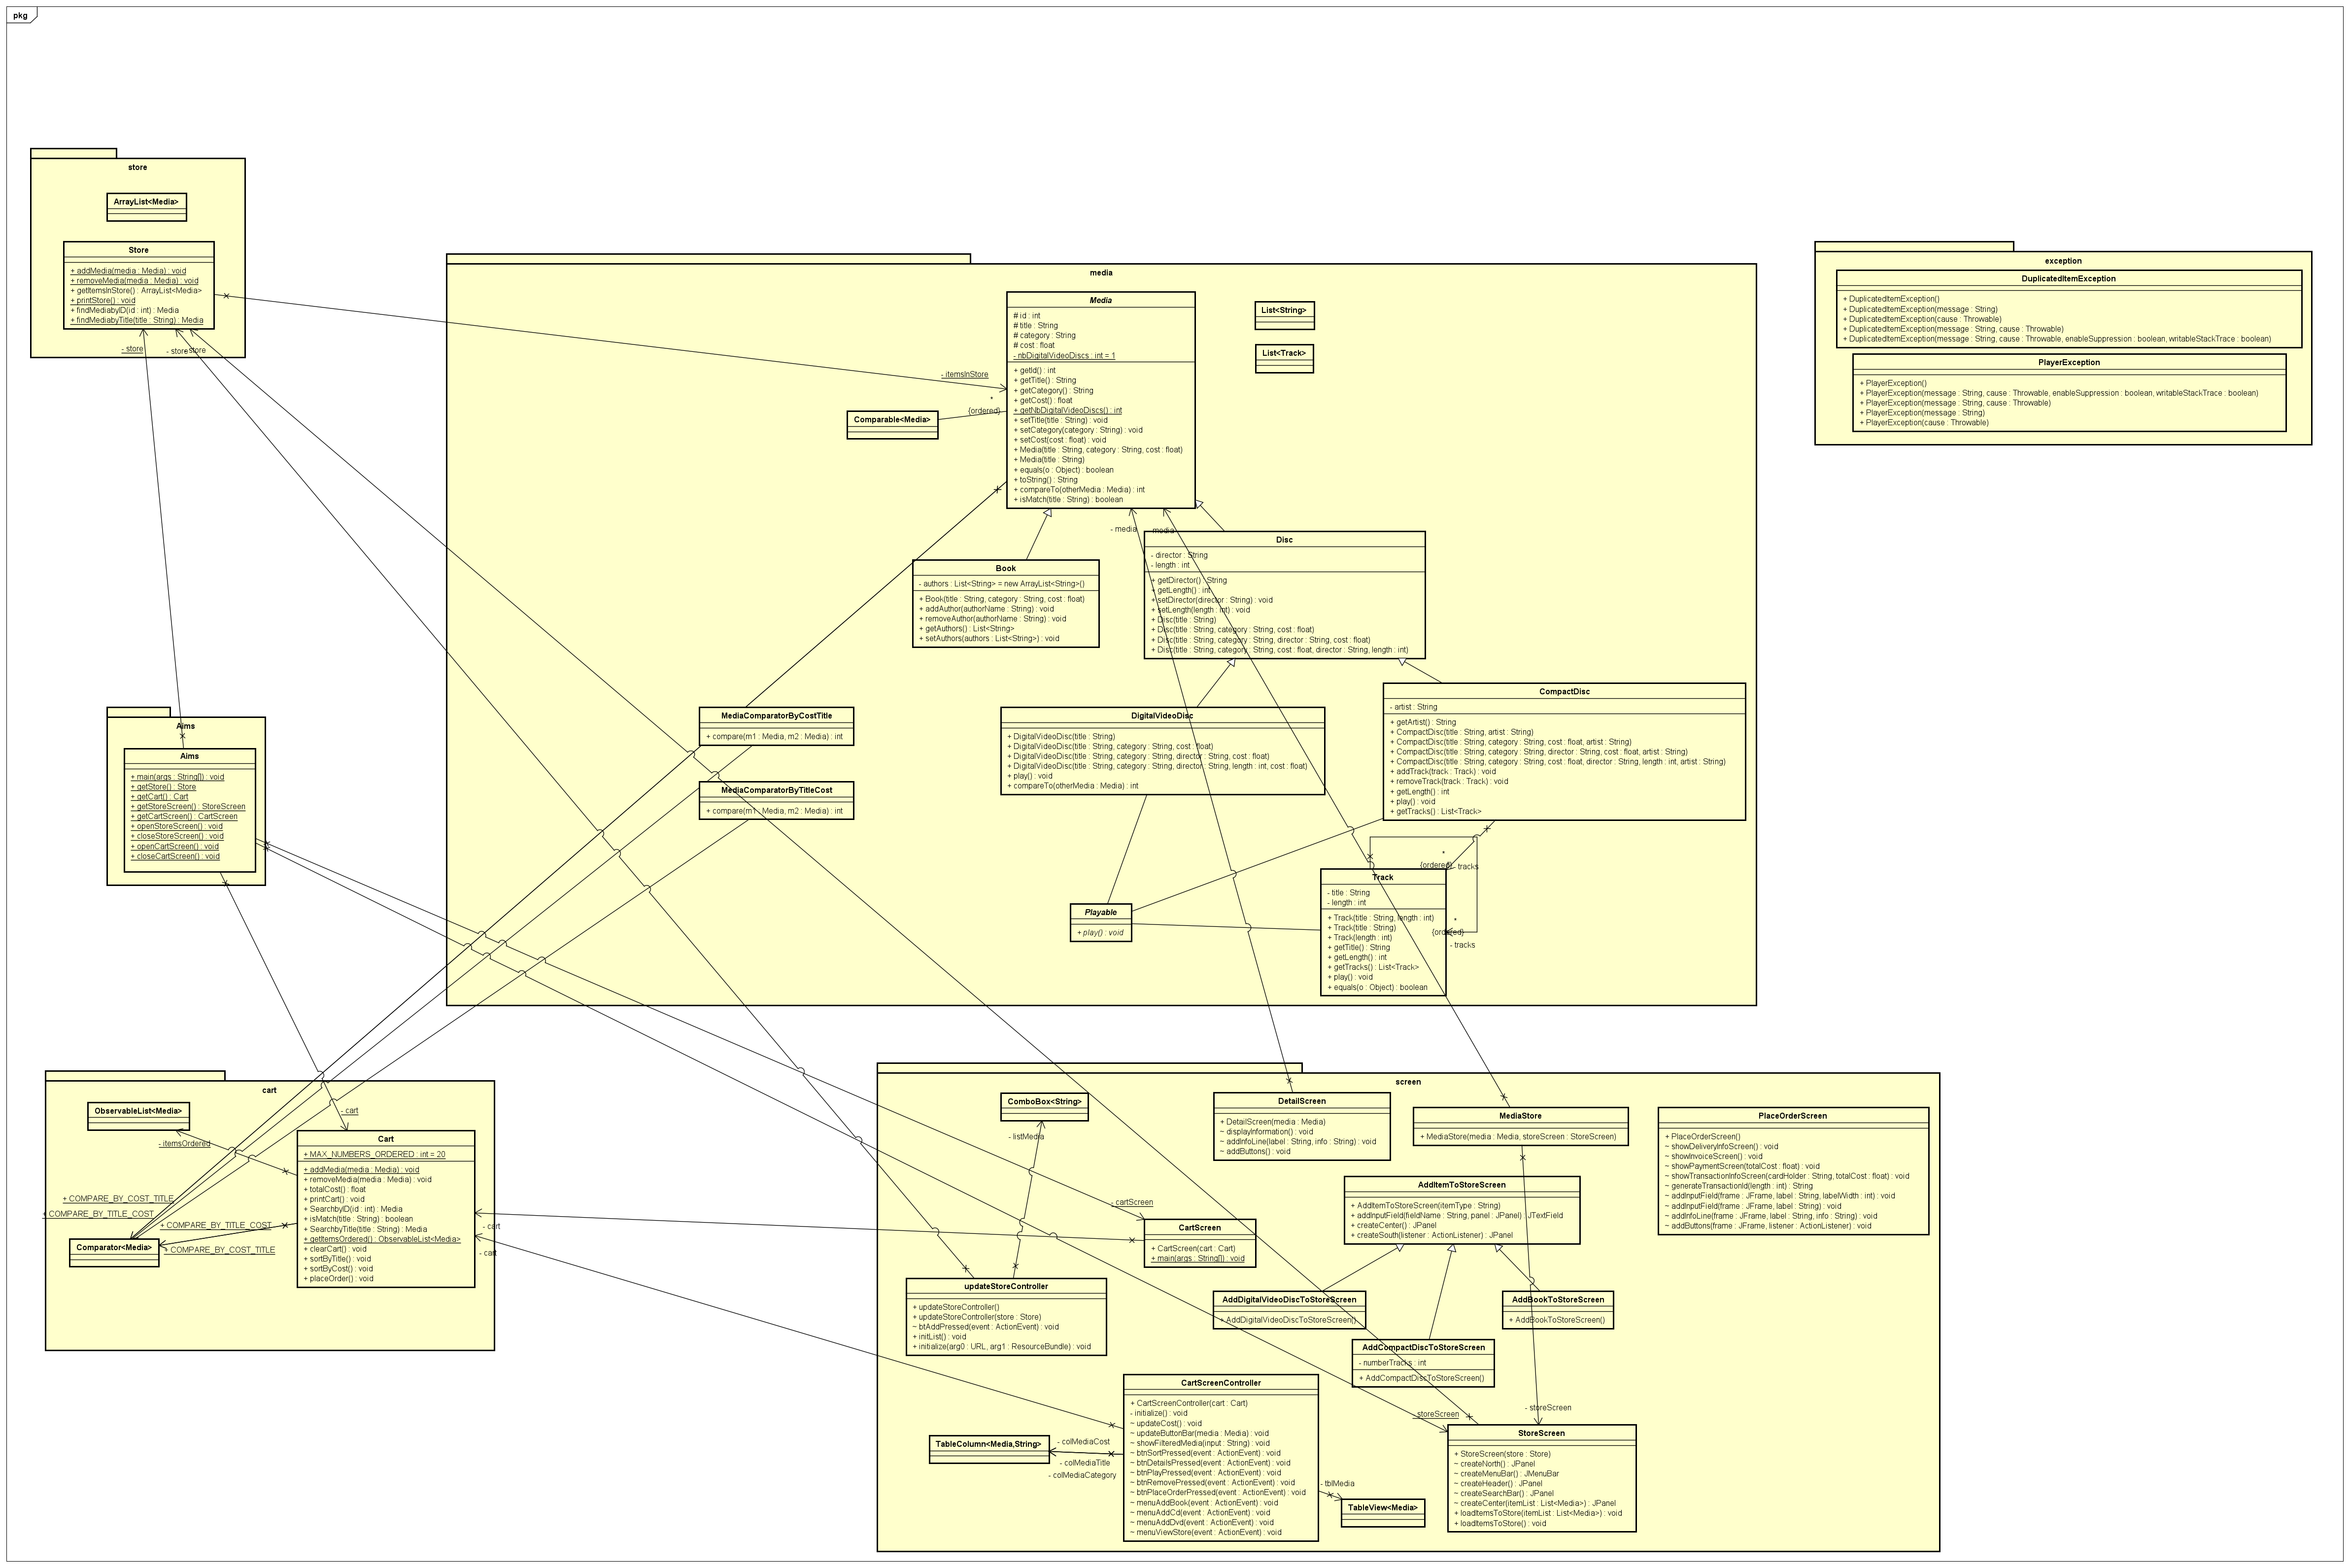 pkg
store
ArrayList<Media>
Store
+ addMedia(media : Media) : void
+ removeMedia(media : Media) : void
+ getItemsInStore() : ArrayList<Media>
+ printStore() : void
+ findMediabyID(id : int) : Media
+ findMediabyTitle(title : String) : Media
- store
- store
- store
media
Media
# id : int
# title : String
# category : String
# cost : float
- nbDigitalVideoDiscs : int = 1
+ getId() : int
+ getTitle() : String
+ getCategory() : String
+ getCost() : float
+ getNbDigitalVideoDiscs() : int
+ setTitle(title : String) : void
+ setCategory(category : String) : void
+ setCost(cost : float) : void
+ Media(title : String, category : String, cost : float)
+ Media(title : String)
+ equals(o : Object) : boolean
+ toString() : String
+ compareTo(otherMedia : Media) : int
+ isMatch(title : String) : boolean
List<String>
List<Track>
- itemsInStore
*
{ordered}
Comparable<Media>
- media
- media
Book
- authors : List<String> = new ArrayList<String>()
+ Book(title : String, category : String, cost : float)
+ addAuthor(authorName : String) : void
+ removeAuthor(authorName : String) : void
+ getAuthors() : List<String>
+ setAuthors(authors : List<String>) : void
Disc
- director : String
- length : int
+ getDirector() : String
+ getLength() : int
+ setDirector(director : String) : void
+ setLength(length : int) : void
+ Disc(title : String)
+ Disc(title : String, category : String, cost : float)
+ Disc(title : String, category : String, director : String, cost : float)
+ Disc(title : String, category : String, cost : float, director : String, length : int)
MediaComparatorByCostTitle
+ compare(m1 : Media, m2 : Media) : int
MediaComparatorByTitleCost
+ compare(m1 : Media, m2 : Media) : int
DigitalVideoDisc
+ DigitalVideoDisc(title : String)
+ DigitalVideoDisc(title : String, category : String, cost : float)
+ DigitalVideoDisc(title : String, category : String, director : String, cost : float)
+ DigitalVideoDisc(title : String, category : String, director : String, length : int, cost : float)
+ play() : void
+ compareTo(otherMedia : Media) : int
CompactDisc
- artist : String
+ getArtist() : String
+ CompactDisc(title : String, artist : String)
+ CompactDisc(title : String, category : String, cost : float, artist : String)
+ CompactDisc(title : String, category : String, director : String, cost : float, artist : String)
+ CompactDisc(title : String, category : String, cost : float, director : String, length : int, artist : String)
+ addTrack(track : Track) : void
+ removeTrack(track : Track) : void
+ getLength() : int
+ play() : void
+ getTracks() : List<Track>
*
{ordered}
- tracks
Playable
+ play() : void
Track
- title : String
- length : int
+ Track(title : String, length : int)
+ Track(title : String)
+ Track(length : int)
+ getTitle() : String
+ getLength() : int
+ getTracks() : List<Track>
+ play() : void
+ equals(o : Object) : boolean
*
{ordered}
- tracks
exception
DuplicatedItemException
+ DuplicatedItemException()
+ DuplicatedItemException(message : String)
+ DuplicatedItemException(cause : Throwable)
+ DuplicatedItemException(message : String, cause : Throwable)
+ DuplicatedItemException(message : String, cause : Throwable, enableSuppression : boolean, writableStackTrace : boolean)
PlayerException
+ PlayerException()
+ PlayerException(message : String, cause : Throwable, enableSuppression : boolean, writableStackTrace : boolean)
+ PlayerException(message : String, cause : Throwable)
+ PlayerException(message : String)
+ PlayerException(cause : Throwable)
Aims
Aims
+ main(args : String[]) : void
+ getStore() : Store
+ getCart() : Cart
+ getStoreScreen() : StoreScreen
+ getCartScreen() : CartScreen
+ openStoreScreen() : void
+ closeStoreScreen() : void
+ openCartScreen() : void
+ closeCartScreen() : void
cart
ObservableList<Media>
- cart
- itemsOrdered
Cart
+ MAX_NUMBERS_ORDERED : int = 20
+ addMedia(media : Media) : void
+ removeMedia(media : Media) : void
+ totalCost() : float
+ printCart() : void
+ SearchbyID(id : int) : Media
+ isMatch(title : String) : boolean
+ SearchbyTitle(title : String) : Media
+ getItemsOrdered() : ObservableList<Media>
+ clearCart() : void
+ sortByTitle() : void
+ sortByCost() : void
+ placeOrder() : void
+ COMPARE_BY_COST_TITLE
+ COMPARE_BY_TITLE_COST
+ COMPARE_BY_TITLE_COST
+ COMPARE_BY_COST_TITLE
Comparator<Media>
- cart
- cart
screen
ComboBox<String>
- listMedia
DetailScreen
+ DetailScreen(media : Media)
~ displayInformation() : void
~ addInfoLine(label : String, info : String) : void
~ addButtons() : void
MediaStore
+ MediaStore(media : Media, storeScreen : StoreScreen)
PlaceOrderScreen
+ PlaceOrderScreen()
~ showDeliveryInfoScreen() : void
~ showInvoiceScreen() : void
~ showPaymentScreen(totalCost : float) : void
~ showTransactionInfoScreen(cardHolder : String, totalCost : float) : void
~ generateTransactionId(length : int) : String
~ addInputField(frame : JFrame, label : String, labelWidth : int) : void
~ addInputField(frame : JFrame, label : String) : void
~ addInfoLine(frame : JFrame, label : String, info : String) : void
~ addButtons(frame : JFrame, listener : ActionListener) : void
AddItemToStoreScreen
+ AddItemToStoreScreen(itemType : String)
+ addInputField(fieldName : String, panel : JPanel) : JTextField
+ createCenter() : JPanel
+ createSouth(listener : ActionListener) : JPanel
- cartScreen
CartScreen
+ CartScreen(cart : Cart)
+ main(args : String[]) : void
updateStoreController
+ updateStoreController()
+ updateStoreController(store : Store)
~ btAddPressed(event : ActionEvent) : void
+ initList() : void
+ initialize(arg0 : URL, arg1 : ResourceBundle) : void
AddDigitalVideoDiscToStoreScreen
+ AddDigitalVideoDiscToStoreScreen()
AddBookToStoreScreen
+ AddBookToStoreScreen()
AddCompactDiscToStoreScreen
- numberTracks : int
+ AddCompactDiscToStoreScreen()
CartScreenController
+ CartScreenController(cart : Cart)
- initialize() : void
~ updateCost() : void
~ updateButtonBar(media : Media) : void
~ showFilteredMedia(input : String) : void
~ btnSortPressed(event : ActionEvent) : void
~ btnDetailsPressed(event : ActionEvent) : void
~ btnPlayPressed(event : ActionEvent) : void
~ btnRemovePressed(event : ActionEvent) : void
~ btnPlaceOrderPressed(event : ActionEvent) : void
~ menuAddBook(event : ActionEvent) : void
~ menuAddCd(event : ActionEvent) : void
~ menuAddDvd(event : ActionEvent) : void
~ menuViewStore(event : ActionEvent) : void
TableColumn<Media,String>
- colMediaCost
- colMediaTitle
- colMediaCategory
- tblMedia
TableView<Media>
- storeScreen
- storeScreen
StoreScreen
+ StoreScreen(store : Store)
~ createNorth() : JPanel
~ createMenuBar() : JMenuBar
~ createHeader() : JPanel
~ createSearchBar() : JPanel
~ createCenter(itemList : List<Media>) : JPanel
+ loadItemsToStore(itemList : List<Media>) : void
+ loadItemsToStore() : void